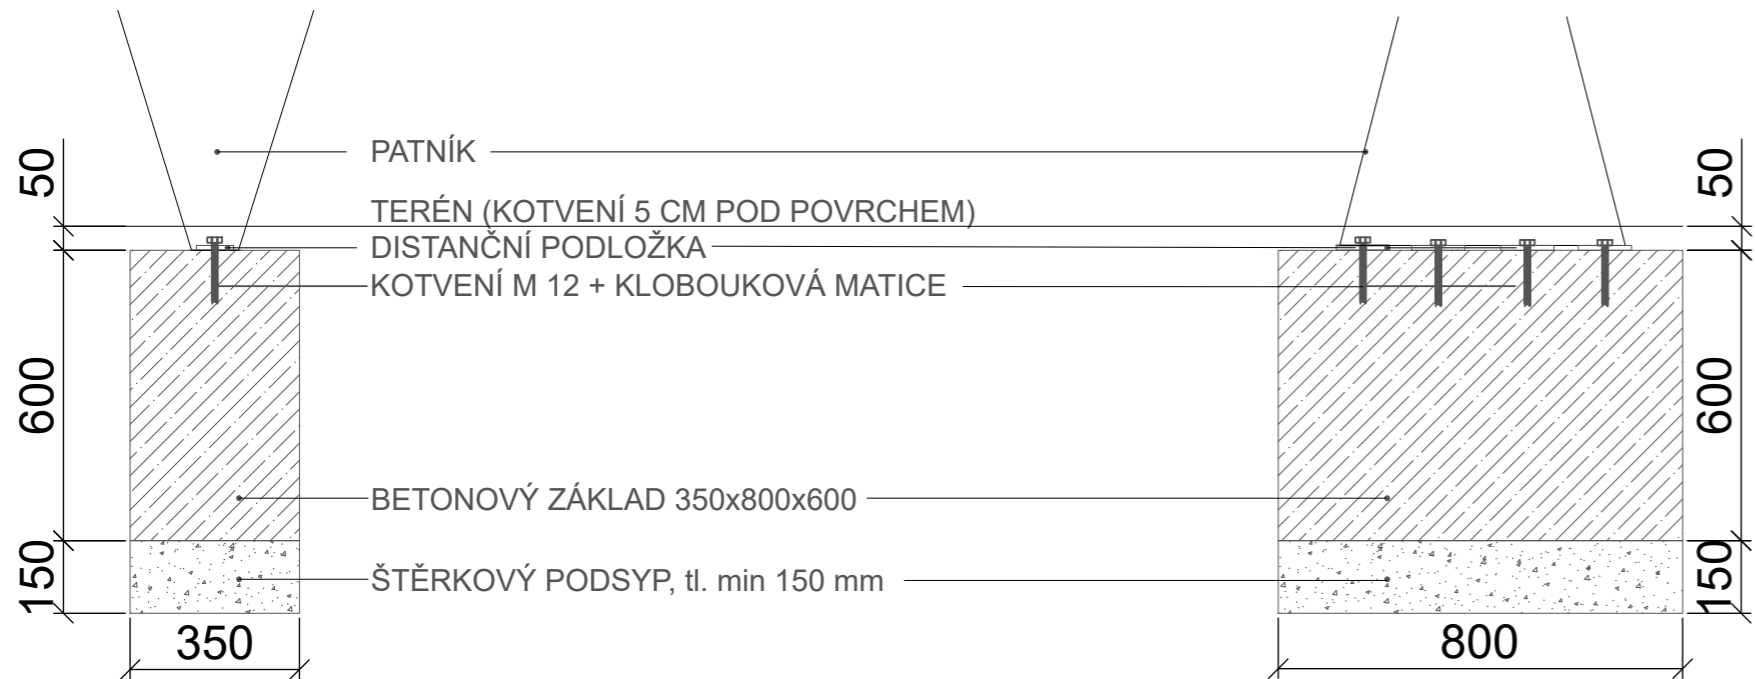 PATNÍK
TERÉN (KOTVENÍ 5 CM POD POVRCHEM)
DISTANČNÍ PODLOŽKA
KOTVENÍ M 12 + KLOBOUKOVÁ MATICE
BETONOVÝ ZÁKLAD 350x800x600
ŠTĚRKOVÝ PODSYP, tl. min 150 mm
50
600
150
350
50
600
150
800